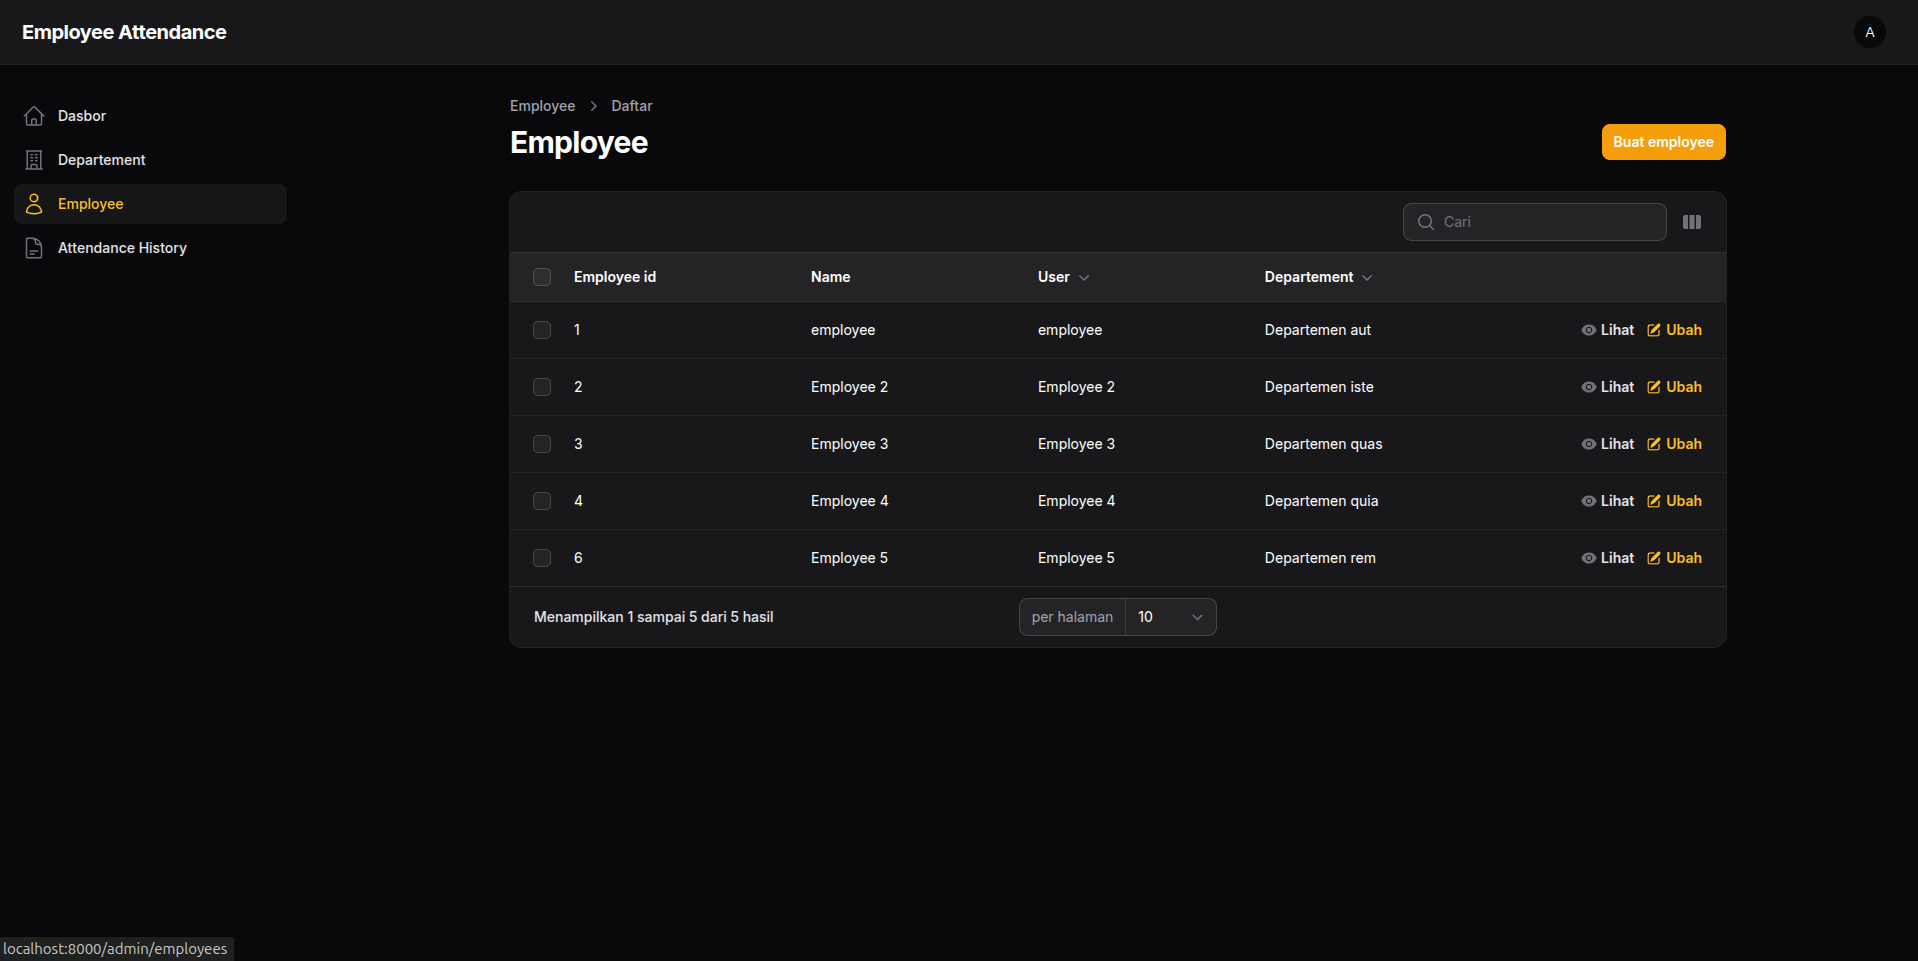 Employee Attendance
A
Dasbor
Departement
Employee
Attendance History
Employee > Daftar
Employee
Buat employee
Cari
Employee id Name User Departement
1 employee employee Departemen aut Lihat Ubah
2 Employee 2 Employee 2 Departemen iste Lihat Ubah
3 Employee 3 Employee 3 Departemen quas Lihat Ubah
4 Employee 4 Employee 4 Departemen quia Lihat Ubah
6 Employee 5 Employee 5 Departemen rem Lihat Ubah
Menampilkan 1 sampai 5 dari 5 hasil
per halaman 10
localhost:8000/admin/employees